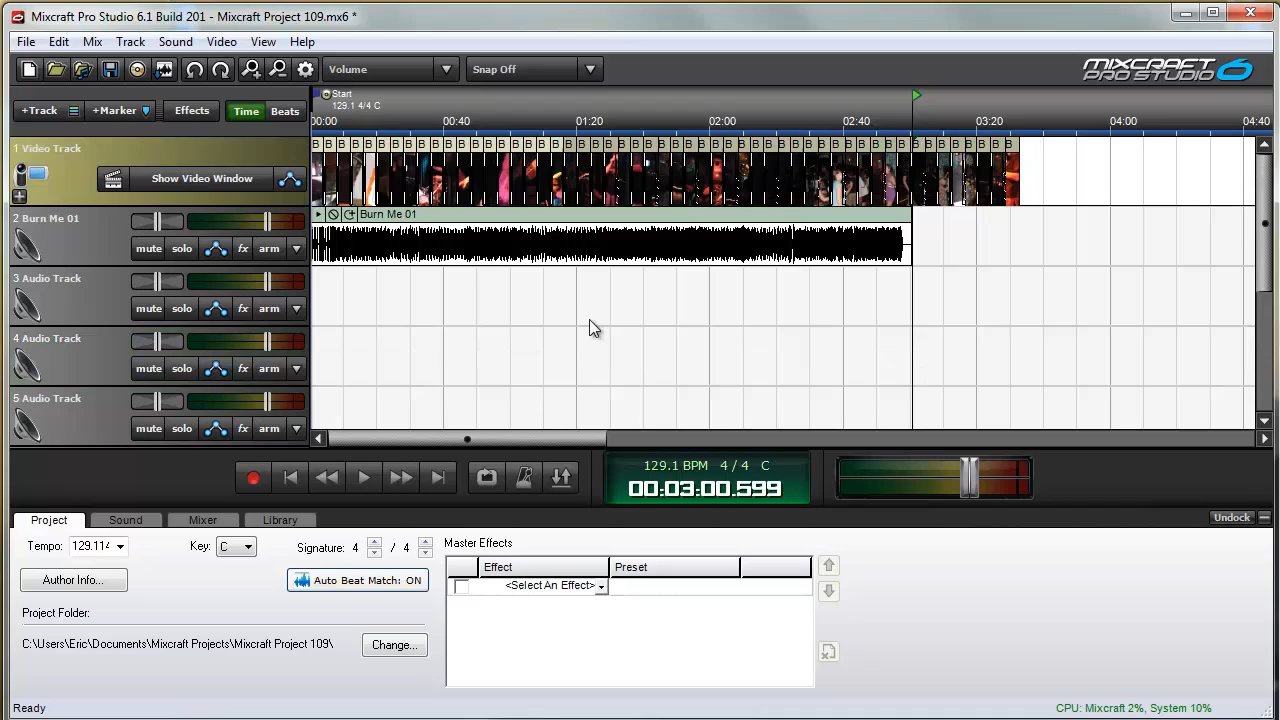 Mixcraft Pro Studio 6.1 Build 201 - Mixcraft Project 109.mx6 *
File Edit Mix Track Sound Video View Help
Volume Snap Off
MIXCRAFT
PRO STUDIO 6
+Track +Marker Effects Time Beats
Start
129.1 4/4 C
00:00 00:40 01:20 02:00 02:40 03:20 04:00 04:40
1 Video Track
B B B B B B B B B B B B B B B B B B B B B B B B B B B B B B B B B B B B B B B B B B B B B B B B B B B B B B
Show Video Window
2 Burn Me 01
Burn Me 01
mute solo fx arm
3 Audio Track
mute solo fx arm
4 Audio Track
mute solo fx arm
5 Audio Track
mute solo fx arm
129.1 BPM 4 / 4 C
00:03:00.599
Project Sound Mixer Library Undock
Tempo: 129.114 Key: C Signature: 4 / 4
Master Effects
Effect Preset
<Select An Effect>
Author Info... Auto Beat Match: ON
Project Folder:
C:\Users\Eric\Documents\Mixcraft Projects\Mixcraft Project 109\ Change...
Ready CPU: Mixcraft 2%, System 10%